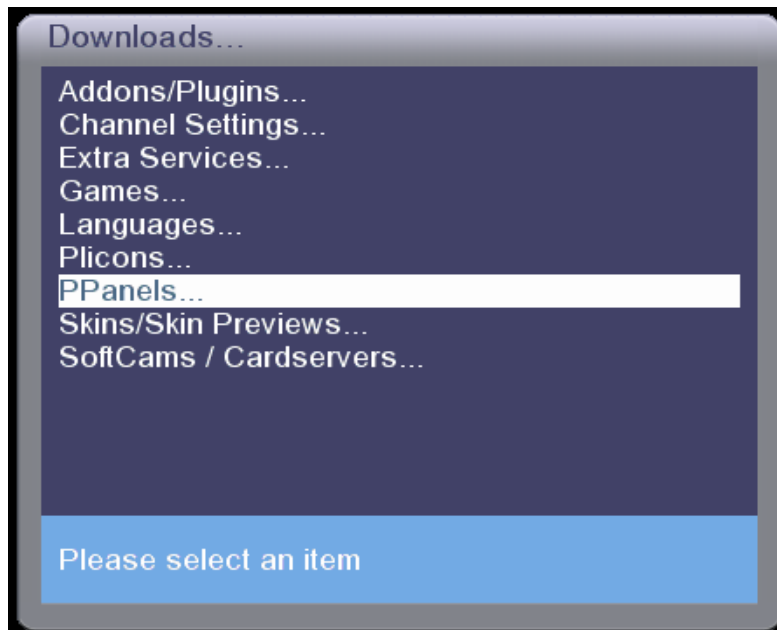 Downloads...
Addons/Plugins...
Channel Settings...
Extra Services...
Games...
Languages...
Plicons...
PPanels...
Skins/Skin Previews...
SoftCams / Cardservers...
Please select an item